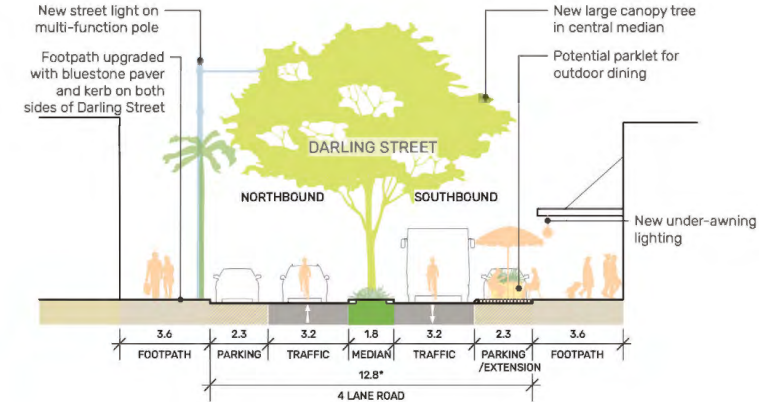 New street light on
multi-function pole
Footpath upgraded
with bluestone paver
and kerb on both
sides of Darling Street
New large canopy tree
in central median
Potential parklet for
outdoor dining
DARLING STREET
NORTHBOUND
SOUTHBOUND
New under-awning
lighting
3.6
2.3
3.2
1.8
3.2
2.3
3.6
FOOTPATH
PARKING
TRAFFIC
MEDIAN
TRAFFIC
PARKING
/EXTENSION
FOOTPATH
12.8*
4 LANE ROAD